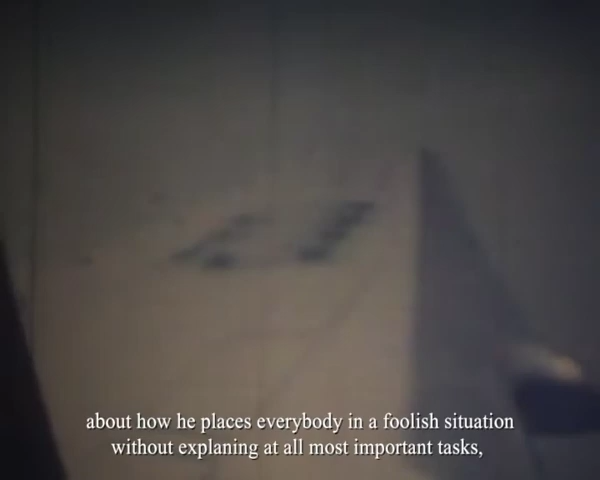 about how he places everybody in a foolish situation
without explaning at all most important tasks,